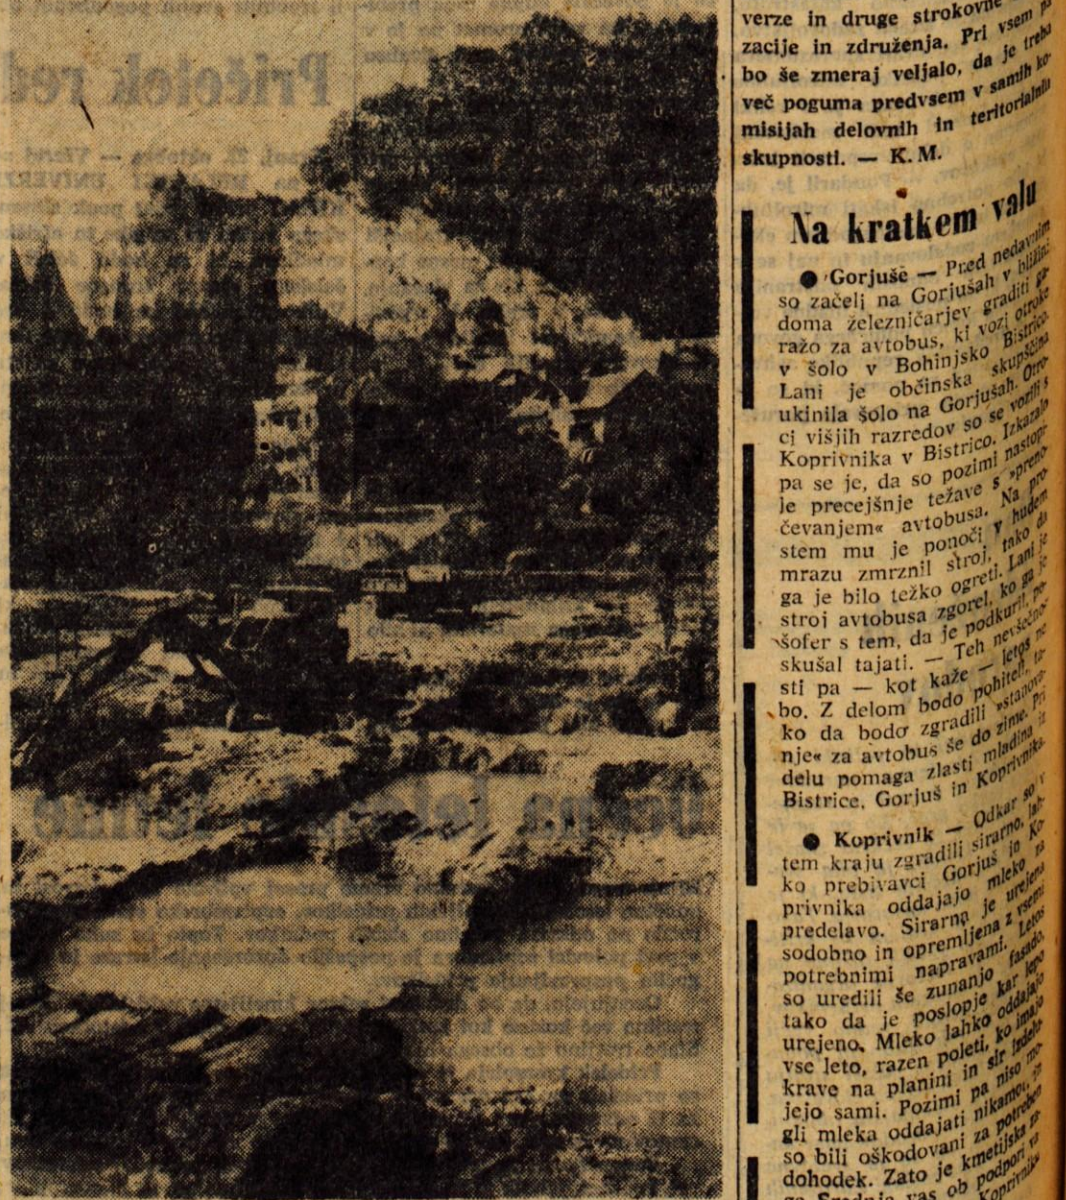 verze in druge strokovne
zacije in združenja. Pri vsem pa
bo še zmeraj veljalo, da je treba
več poguma predvsem v samih ko-
misijah delovnih in teritorialnih
skupnosti. — K. M.
Na kratkem valu
● Gorjuše — Pred nedavnim
so začeli na Gorjušah v bližini
doma železničarjev graditi ga-
ražo za avtobus, ki vozi otroke
v šolo v Bohinjsko Bistrico.
Lani je občinska skupščina
ukinila šolo na Gorjušah. Otro-
ci višjih razredov so se vozili s
Koprivnika v Bistrico. Izkazalo
pa se je, da so pozimi nastopi-
le precejšnje težave s »preno-
čevanjem« avtobusa. Na pro-
stem mu je ponoči v hudem
mrazu zmrznil stroj, tako da
ga je bilo težko ogreti. Lani je
stroj avtobusa zgorel, ko ga je
šofer s tem, da je podkuril, po-
skušal tajati. — Teh nevšečno-
sti pa — kot kaže — letos ne
bo. Z delom bodo pohiteli, ta-
ko da bodo zgradili »stanova-
nje« za avtobus še do zime. Pri
delu pomaga zlasti mladina iz
Bistrice, Gorjuš in Koprivnika.
● Koprivnik — Odkar so v
tem kraju zgradili sirarno, lah-
ko prebivavci Gorjuš in Ko-
privnika oddajajo mleko na
predelavo. Sirarna je urejena
sodobno in opremljena z vsemi
potrebnimi napravami. Letos
so uredili še zunanjo fasado,
tako da je poslopje kar lepo
urejeno. Mleko lahko oddajajo
vse leto, razen poleti, ko imajo
krave na planini in sir izdelu-
jejo sami. Pozimi pa niso mo-
gli mleka oddajati nikamor, in
so bili oškodovani za potreben
dohodek. Zato je kmetijska za-
ga Srednja vas ob podpori
Koprivnika